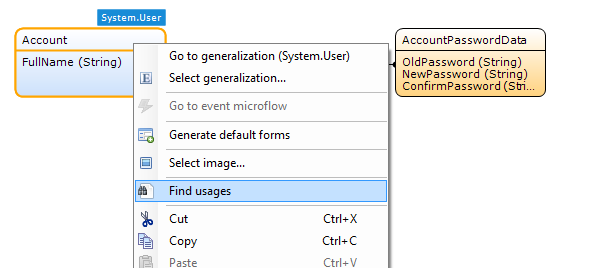 System.User
Account
FullName (String)
Go to generalization (System.User)
Select generalization...
Go to event microflow
Generate default forms
Select image...
Find usages
Cut Ctrl+X
Copy Ctrl+C
Paste Ctrl+V
AccountPasswordData
OldPassword (String)
NewPassword (String)
ConfirmPassword (Stri...